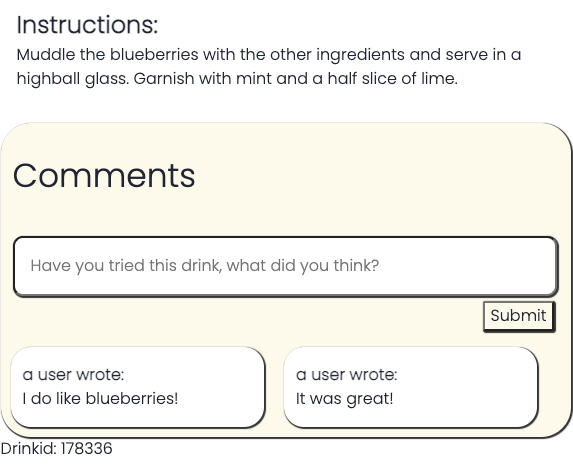 Instructions:
Muddle the blueberries with the other ingredients and serve in a
highball glass. Garnish with mint and a half slice of lime.
Comments
Have you tried this drink, what did you think?
Submit
a user wrote:
I do like blueberries!
a user wrote:
It was great!
Drinkid: 178336